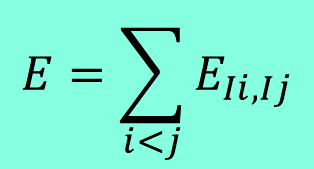 E = ∑_{i<j} E_{Ii,Ij}